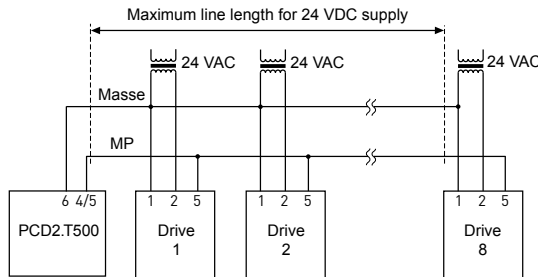 Maximum line length for 24 VDC supply
24 VAC
24 VAC
24 VAC
Masse
MP
6 4/5
1 2 5
1 2 5
1 2 5
PCD2.T500
Drive
1
Drive
2
Drive
8